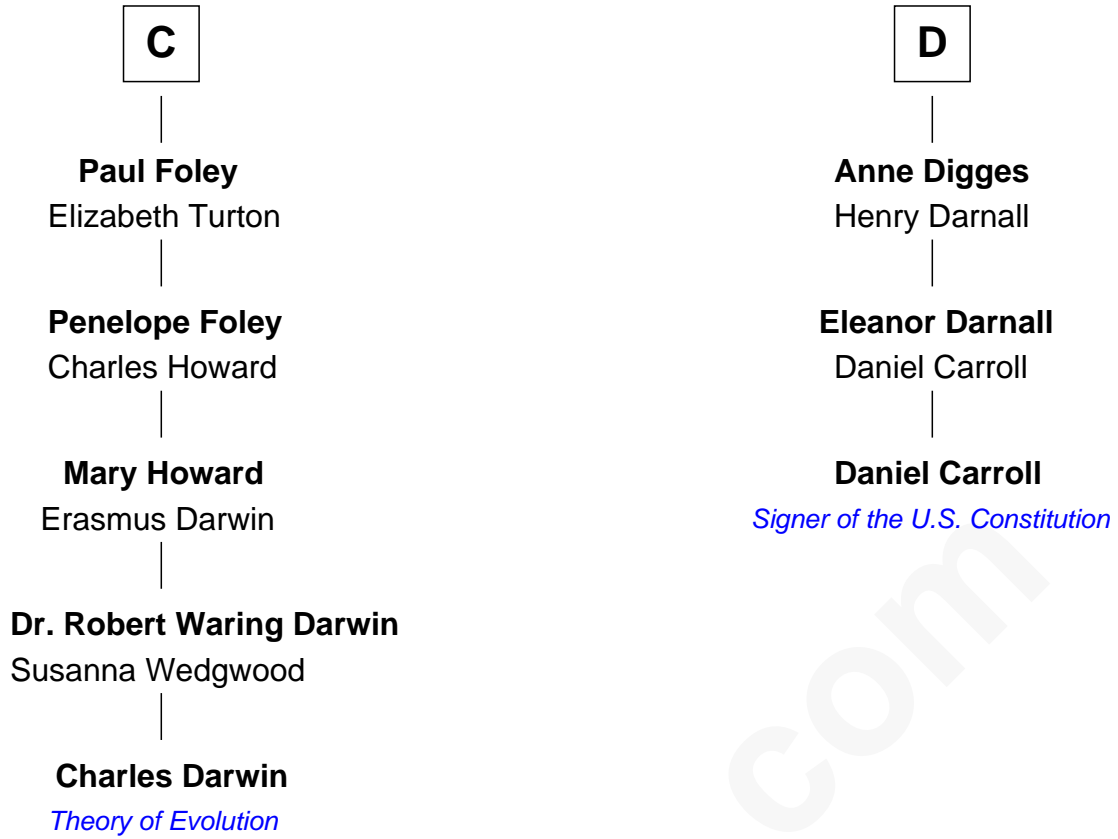 C
Paul Foley
Elizabeth Turton
Penelope Foley
Charles Howard
Mary Howard
Erasmus Darwin
Dr. Robert Waring Darwin
Susanna Wedgwood
Charles Darwin
Theory of Evolution
D
Anne Digges
Henry Darnall
Eleanor Darnall
Daniel Carroll
Daniel Carroll
Signer of the U.S. Constitution
com